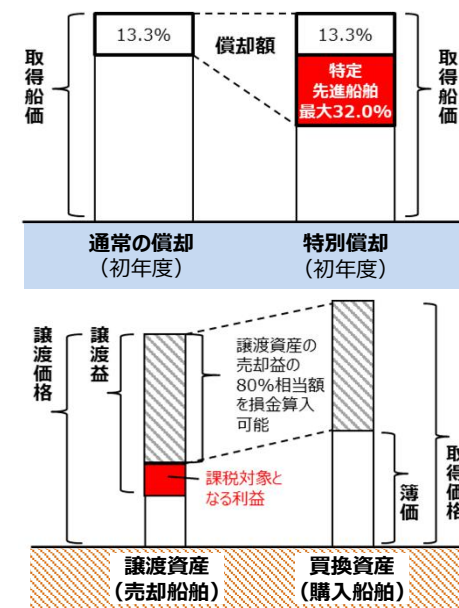 13.3%
償却額
13.3%
取得船価
特定
先進船舶
最大32.0%
取得船価
通常の償却
（初年度）
特別償却
（初年度）
譲渡価格
譲渡益
譲渡資産の
売却益の
80%相当額
を損金算入
可能
課税対象と
なる利益
簿価
取得価格
譲渡資産
（売却船舶）
買換資産
（購入船舶）